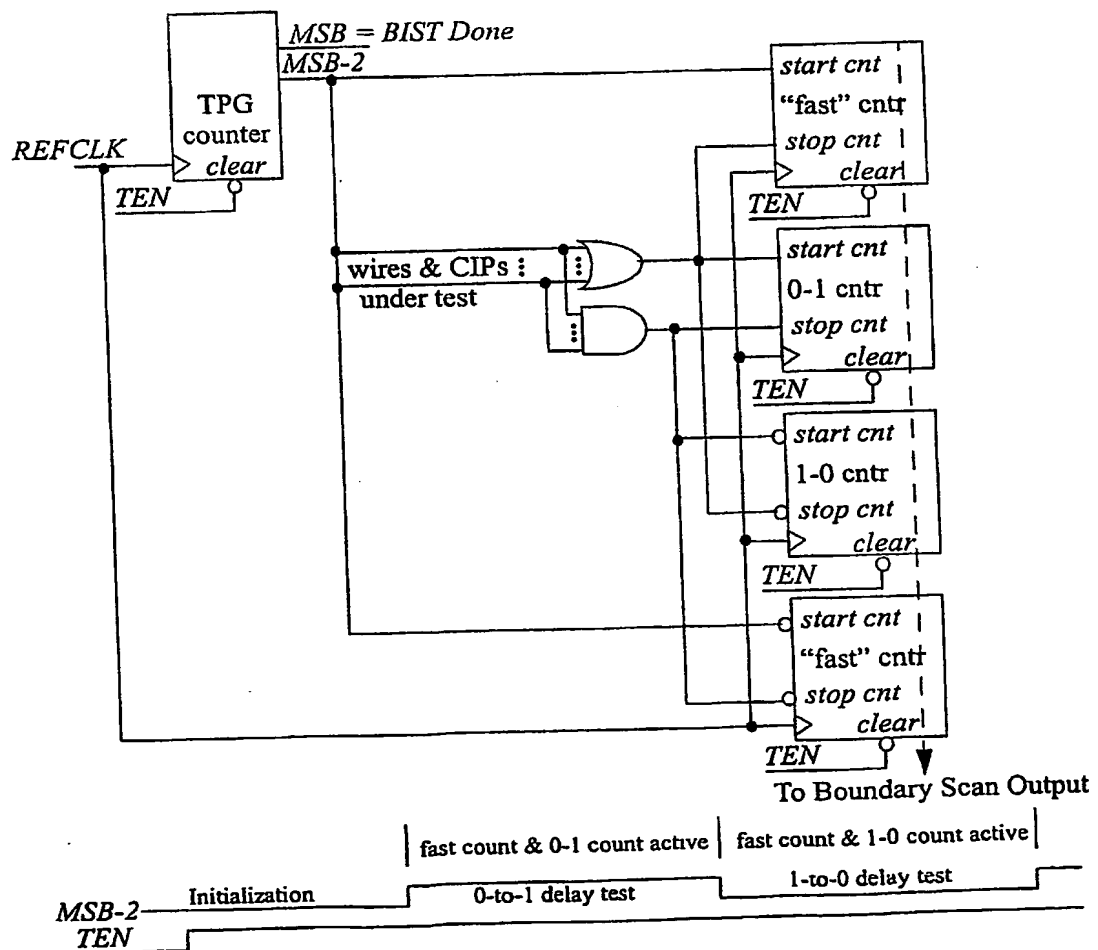 MSB = BIST Done
MSB-2
TPG
counter
REFCLK
clear
TEN
start cnt
"fast" cntr
stop cnt
clear
TEN
wires & CIPs
under test
start cnt
0-1 cntr
stop cnt
clear
TEN
start cnt
1-0 cntr
stop cnt
clear
TEN
start cnt
"fast" cntr
stop cnt
clear
TEN
To Boundary Scan Output
fast count & 0-1 count active
fast count & 1-0 count active
Initialization
0-to-1 delay test
1-to-0 delay test
MSB-2
TEN